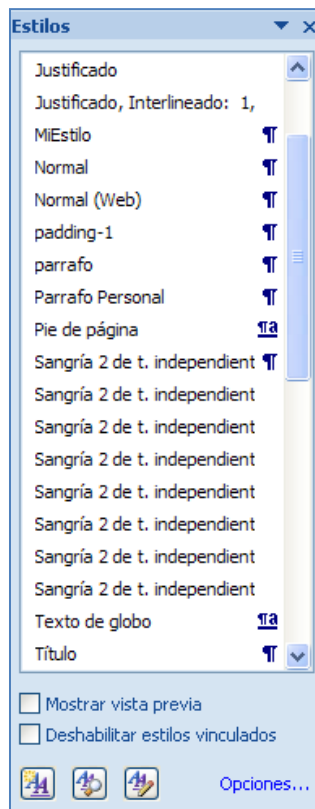 Estilos
Justificado
Justificado, Interlineado: 1,
MiEstilo ¶
Normal ¶
Normal (Web) ¶
padding-1 ¶
parrafo ¶
Parrafo Personal ¶
Pie de página ¶a
Sangría 2 de t. independient ¶
Sangría 2 de t. independient
Sangría 2 de t. independient
Sangría 2 de t. independient
Sangría 2 de t. independient
Sangría 2 de t. independient
Sangría 2 de t. independient
Sangría 2 de t. independient
Texto de globo ¶a
Título ¶
Mostrar vista previa
Deshabilitar estilos vinculados
Opciones...